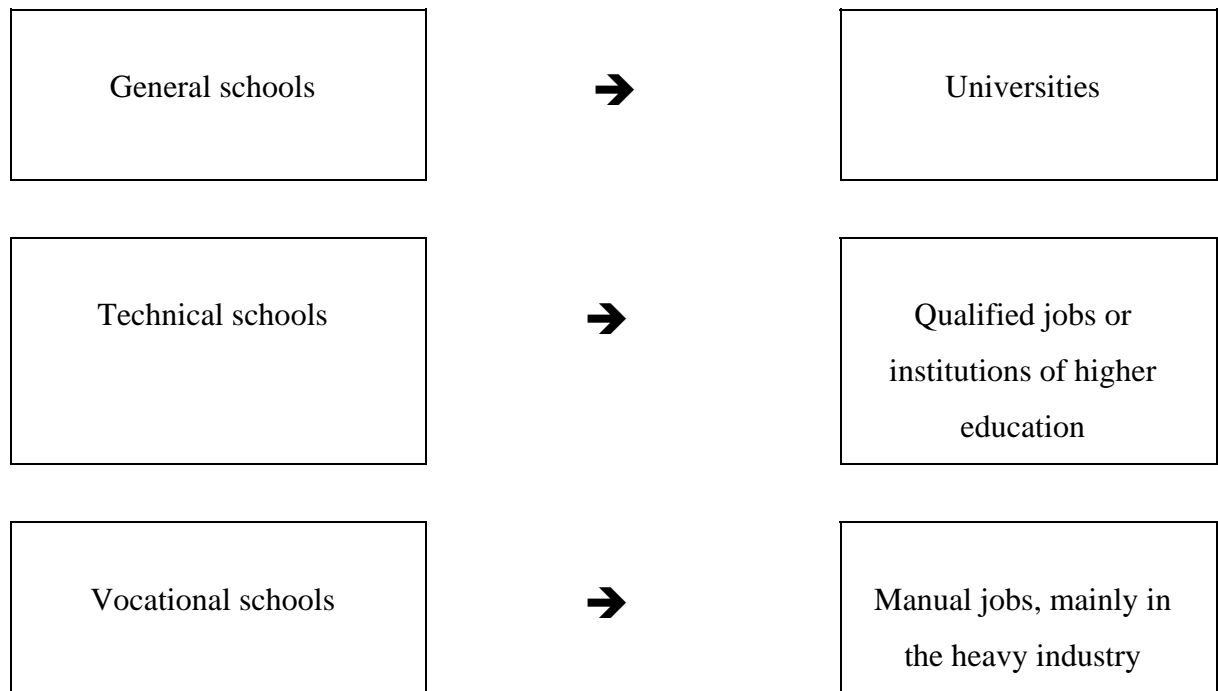 General schools ➔ Universities
Technical schools ➔ Qualified jobs or
institutions of higher
education
Vocational schools ➔ Manual jobs, mainly in
the heavy industry